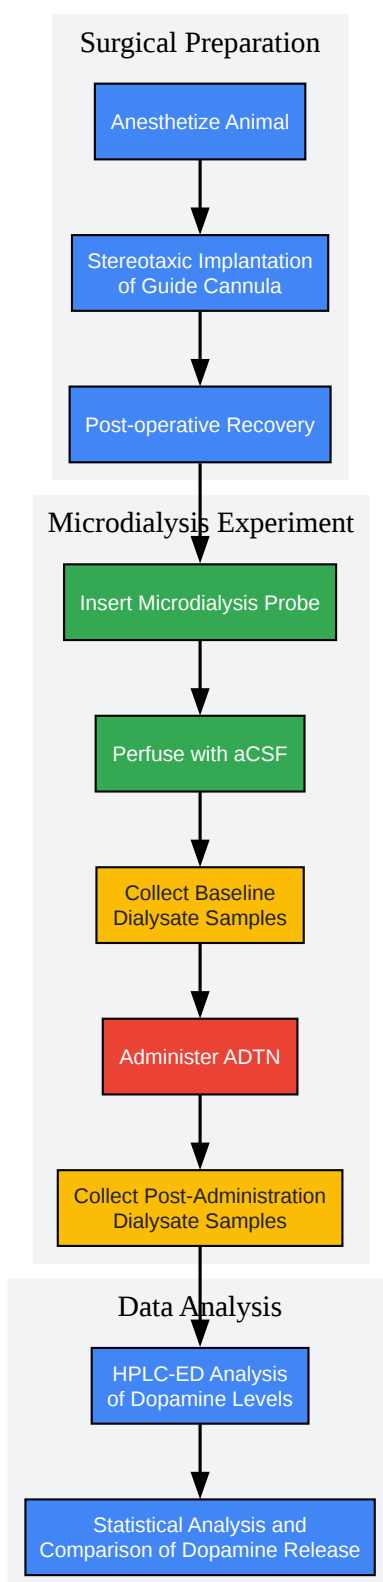 Surgical Preparation
Anesthetize Animal
Stereotaxic Implantation
of Guide Cannula
Post-operative Recovery
Microdialysis Experiment
Insert Microdialysis Probe
Perfuse with aCSF
Collect Baseline
Dialysate Samples
Administer ADTN
Collect Post-Administration
Dialysate Samples
Data Analysis
HPLC-ED Analysis
of Dopamine Levels
Statistical Analysis and
Comparison of Dopamine Release